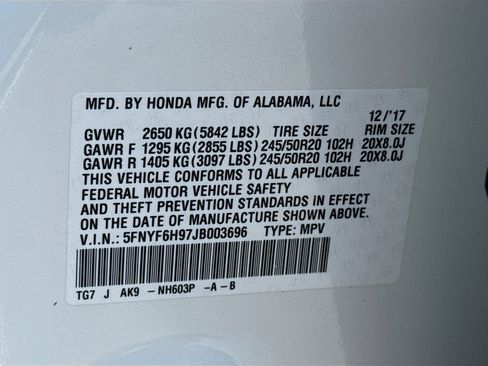 MFD. BY HONDA MFG. OF ALABAMA, LLC
12/'17
GVWR 2650 KG(5842 LBS) TIRE SIZE RIM SIZE
GAWR F 1295 KG(2855 LBS)245/50R20 102H 20X8.0J
GAWR R 1405 KG(3097 LBS)245/50R20 102H 20X8.0J
THIS VEHICLE CONFORMS TO ALL APPLICABLE
FEDERAL MOTOR VEHICLE SAFETY
AND THEFT PREVENTION STANDARDS IN EFFECT
ON THE DATE OF MANUFACTURE SHOWN ABOVE.
V.I.N.: 5FNYF6H97JB003696 TYPE: MPV
TG7 J AK9 -NH603P -A-B